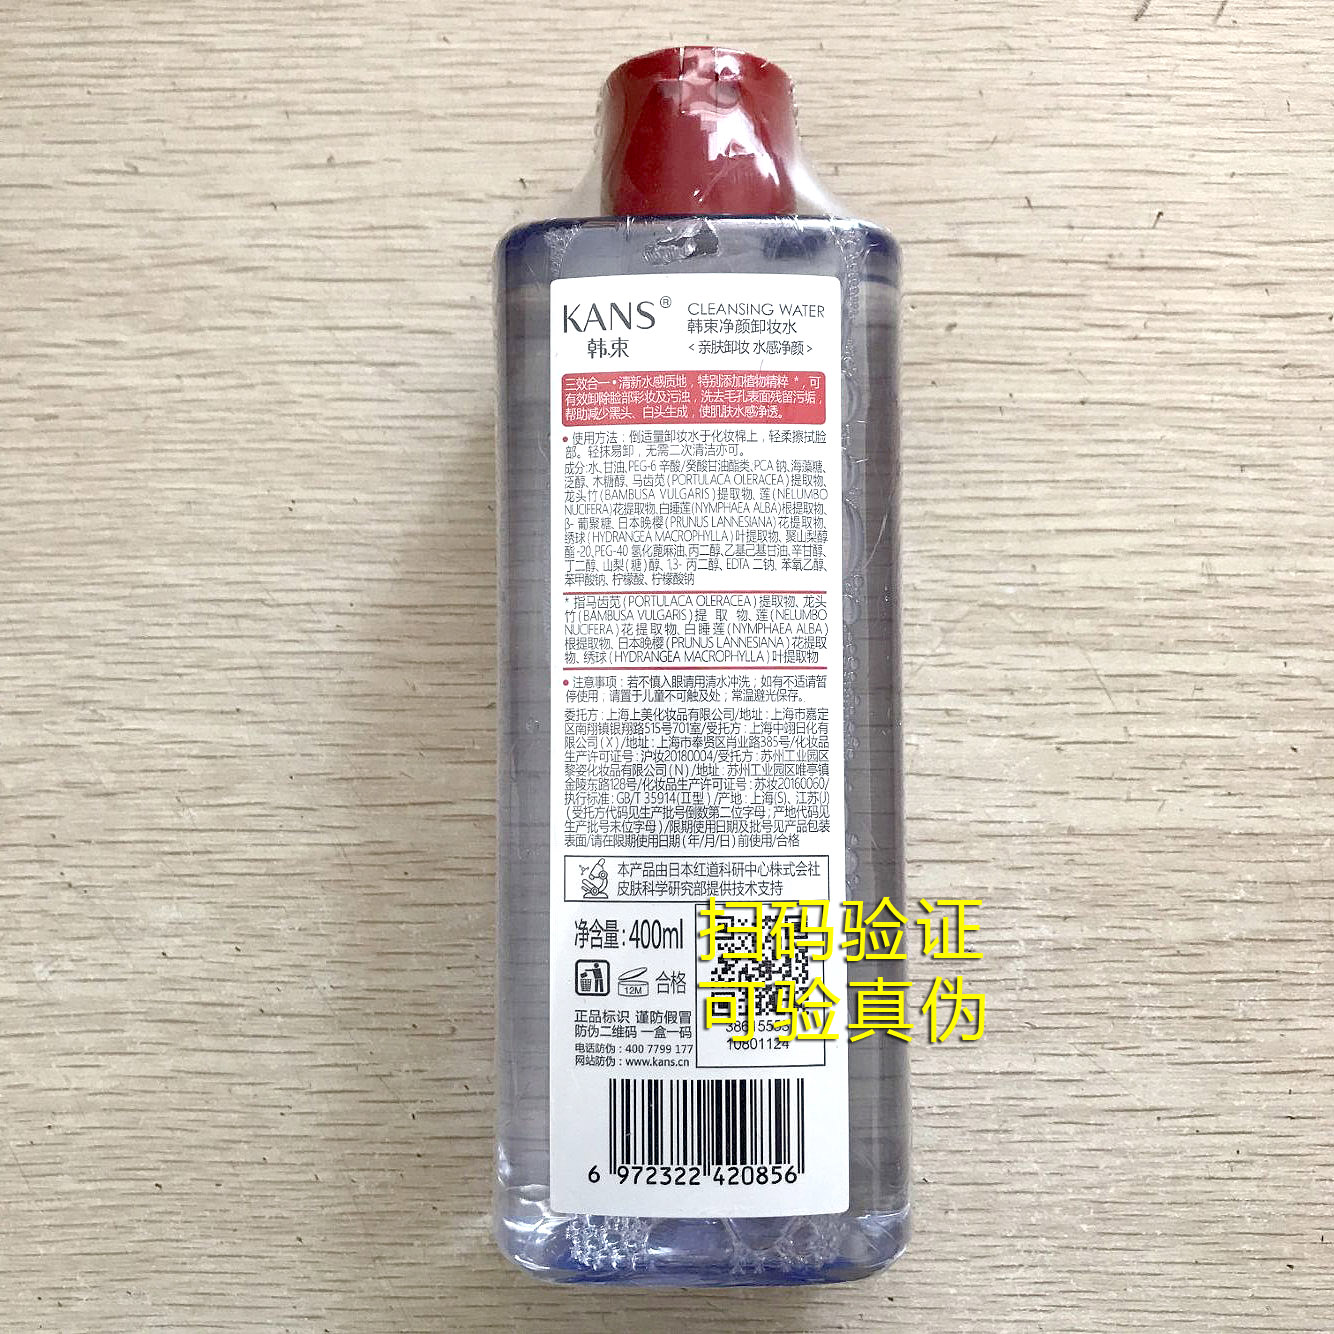 KANS®
韩束
CLEANSING WATER
韩束净颜卸妆水
<亲肤卸妆 水感净颜>
三效合一•清新水感质地，特别添加植物精粹*，可
有效卸除脸部彩妆及污浊，洗去毛孔表面残留污垢，
帮助减少黑头、白头生成，使肌肤水感净透。
• 使用方法：倒适量卸妆水于化妆棉上，轻柔擦拭脸
部。轻抹易卸，无需二次清洁亦可。
成分:水、甘油、PEG-6 辛酸/癸酸甘油酯类、PCA 钠、海藻糖、
泛醇、木糖醇、马齿苋(PORTULACA OLERACEA)提取物、
龙头竹(BAMBUSA VULGARIS)提取物、莲(NELUMBO
NUCIFERA)花提取物、白睡莲(NYMPHAEA ALBA)根提取物、
β-葡聚糖、日本晚樱(PRUNUS LANNESIANA)花提取物、
绣球(HYDRANGEA MACROPHYLLA)叶提取物、聚山梨醇
酯-20、PEG-40 氢化蓖麻油、丙二醇、乙基己基甘油、辛甘醇、
丁二醇、山梨(糖)醇、1,3-丙二醇、EDTA 二钠、苯氧乙醇、
苯甲酸钠、柠檬酸、柠檬酸钠
*指马齿苋(PORTULACA OLERACEA)提取物、龙头
竹(BAMBUSA VULGARIS)提 取 物、莲(NELUMBO
NUCIFERA)花提取物、白睡莲(NYMPHAEA ALBA)
根提取物、日本晚樱(PRUNUS LANNESIANA)花提取
物、绣球(HYDRANGEA MACROPHYLLA)叶提取物
• 注意事项：若不慎入眼请用清水冲洗；如有不适请暂
停使用；请置于儿童不可触及处；常温避光保存。
委托方：上海上美化妆品有限公司/地址：上海市嘉定
区南翔镇银翔路515号701室/受托方：上海中翊日化有
限公司(X)/地址：上海市奉贤区肖业路385号/化妆品
生产许可证号：沪妆20180004/受托方：苏州工业园区
黎姿化妆品有限公司(N)/地址：苏州工业园区唯亭镇
金陵东路128号/化妆品生产许可证号：苏妆20160060/
执行标准：GB/T 35914(II型)/产地：上海(S)、江苏(J)
(受托方代码见生产批号倒数第二位字母；产地代码见
生产批号末位字母)/限期使用日期及批号见产品包装
表面/请在限期使用日期(年/月/日)前使用/合格
本产品由日本红道科研中心株式会社
皮肤科学研究部提供技术支持
净含量:400ml
12M
合格
正品标识 谨防假冒
防伪二维码 一盒一码
电话防伪：400 7799 177
网站防伪：www.kans.cn
扫码验证
可验真伪
10801124
6 972322 420856